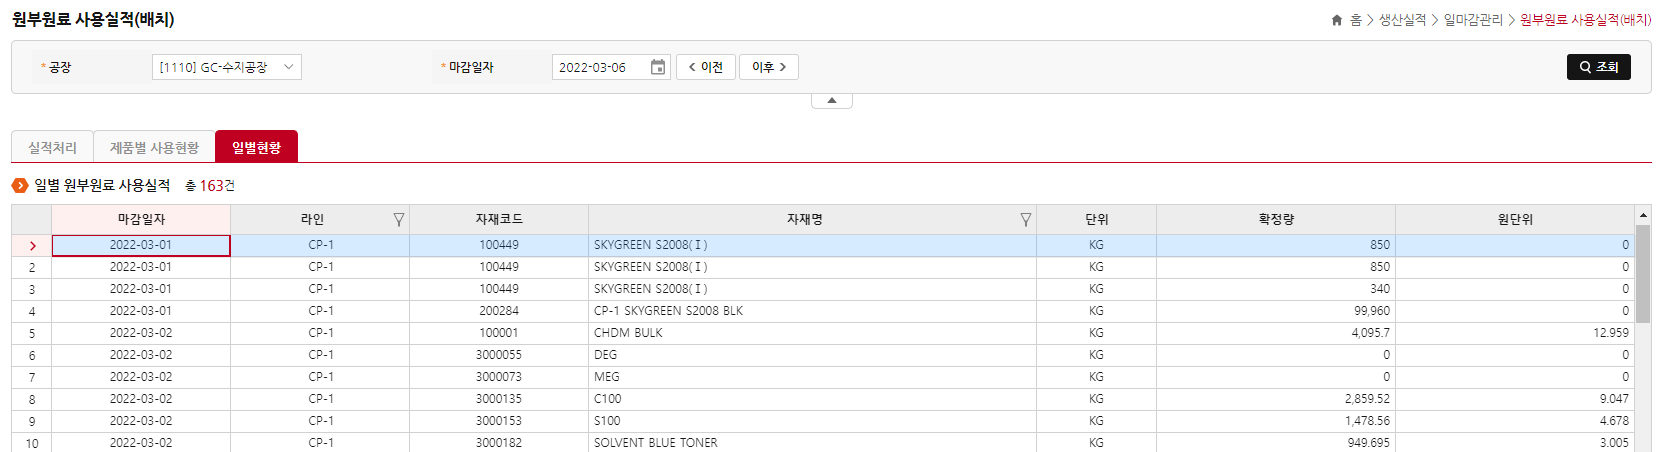 원부원료 사용실적(배치)
홈 > 생산실적 > 일마감관리 > 원부원료 사용실적(배치)
* 공장 [1110] GC-수지공장 * 마감일자 2022-03-06 < 이전 이후 > 조회
실적처리 제품별 사용현황 일별현황
일별 원부원료 사용실적 총 163건
마감일자 라인 자재코드 자재명 단위 확정량 원단위
> 2022-03-01 CP-1 100449 SKYGREEN S2008(Ⅰ) KG 850 0
2 2022-03-01 CP-1 100449 SKYGREEN S2008(Ⅰ) KG 850 0
3 2022-03-01 CP-1 100449 SKYGREEN S2008(Ⅰ) KG 340 0
4 2022-03-01 CP-1 200284 CP-1 SKYGREEN S2008 BLK KG 99,960 0
5 2022-03-02 CP-1 100001 CHDM BULK KG 4,095.7 12.959
6 2022-03-02 CP-1 3000055 DEG KG 0 0
7 2022-03-02 CP-1 3000073 MEG KG 0 0
8 2022-03-02 CP-1 3000135 C100 KG 2,859.52 9.047
9 2022-03-02 CP-1 3000153 S100 KG 1,478.56 4.678
10 2022-03-02 CP-1 3000182 SOLVENT BLUE TONER KG 949.695 3.005